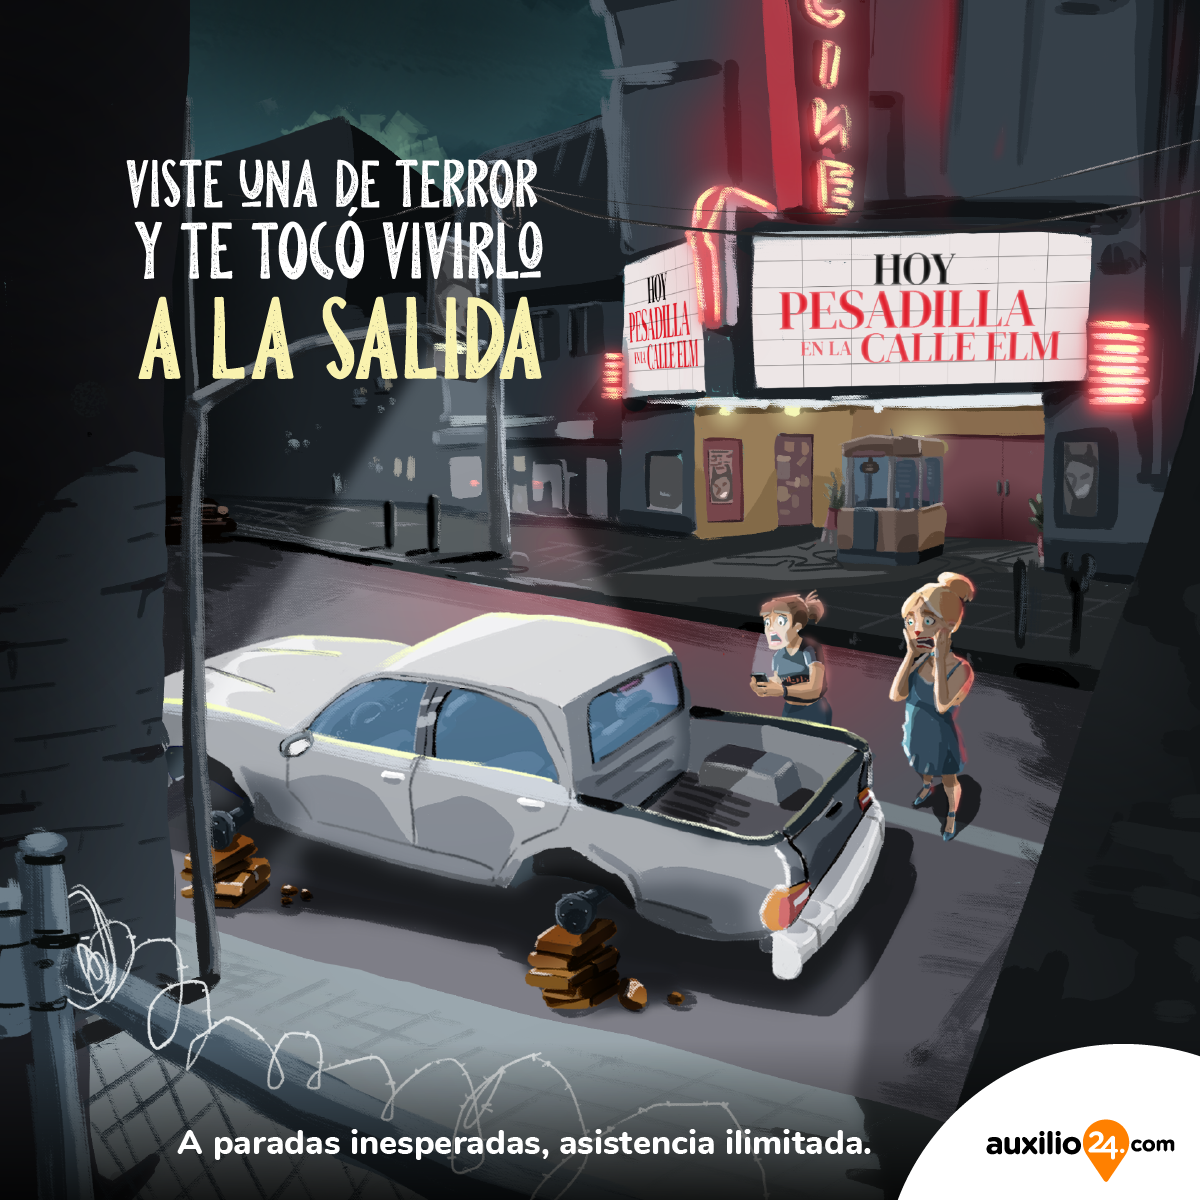 CINE
VISTE UNA DE TERROR
Y TE TOCÓ VIVIRLO
A LA SALIDA
HOY
PESADILLA
EN LA CALLE ELM
HOY
PESADILLA
EN LA CALLE ELM
A paradas inesperadas, asistencia ilimitada.
auxilio24.com